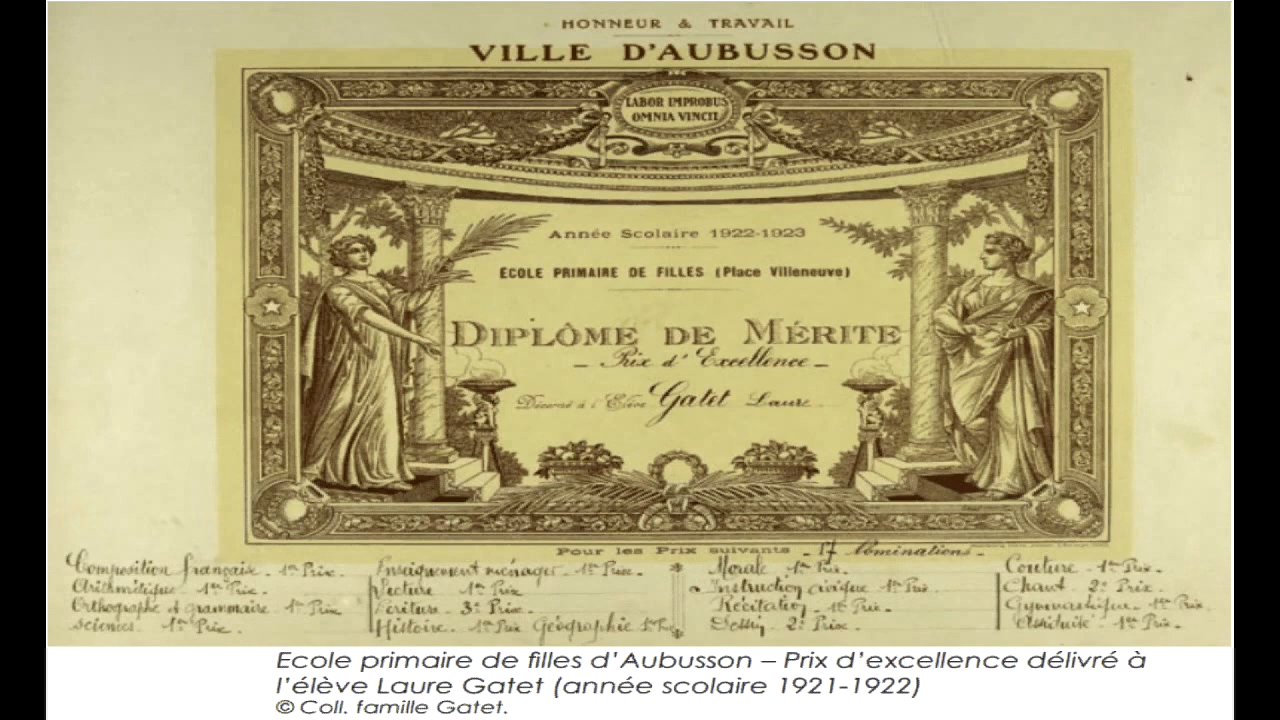 HONNEUR & TRAVAIL
VILLE D'AUBUSSON
LABOR IMPROBUS
OMNIA VINCIT
Année Scolaire 1922-1923
ÉCOLE PRIMAIRE DE FILLES (Place Villeneuve)
DIPLÔME DE MÉRITE
– Prix d'Excellence –
Décerné à l'Elève Gatet Laure
Pour les Prix suivants - 17 Nominations -
Composition française. 1er Prix.
Arithmétique 1er Prix.
Orthographe et grammaire 1er Prix
Sciences. 1er Prix.
Enseignement ménager. 1er Prix.
Lecture 1er Prix
Ecriture. 3e Prix.
Histoire. 1er Prix Géographie 1er Prix
Morale 1er Prix.
Instruction civique 1er Prix
Récitation 1er Prix.
Dessin 2e Prix.
Couture 1er Prix.
Chant 2e Prix.
Gymnastique 1er Prix
Assiduité 1er Prix.
Ecole primaire de filles d'Aubusson – Prix d'excellence délivré à
l'élève Laure Gatet (année scolaire 1921-1922)
© Coll. famille Gatet.